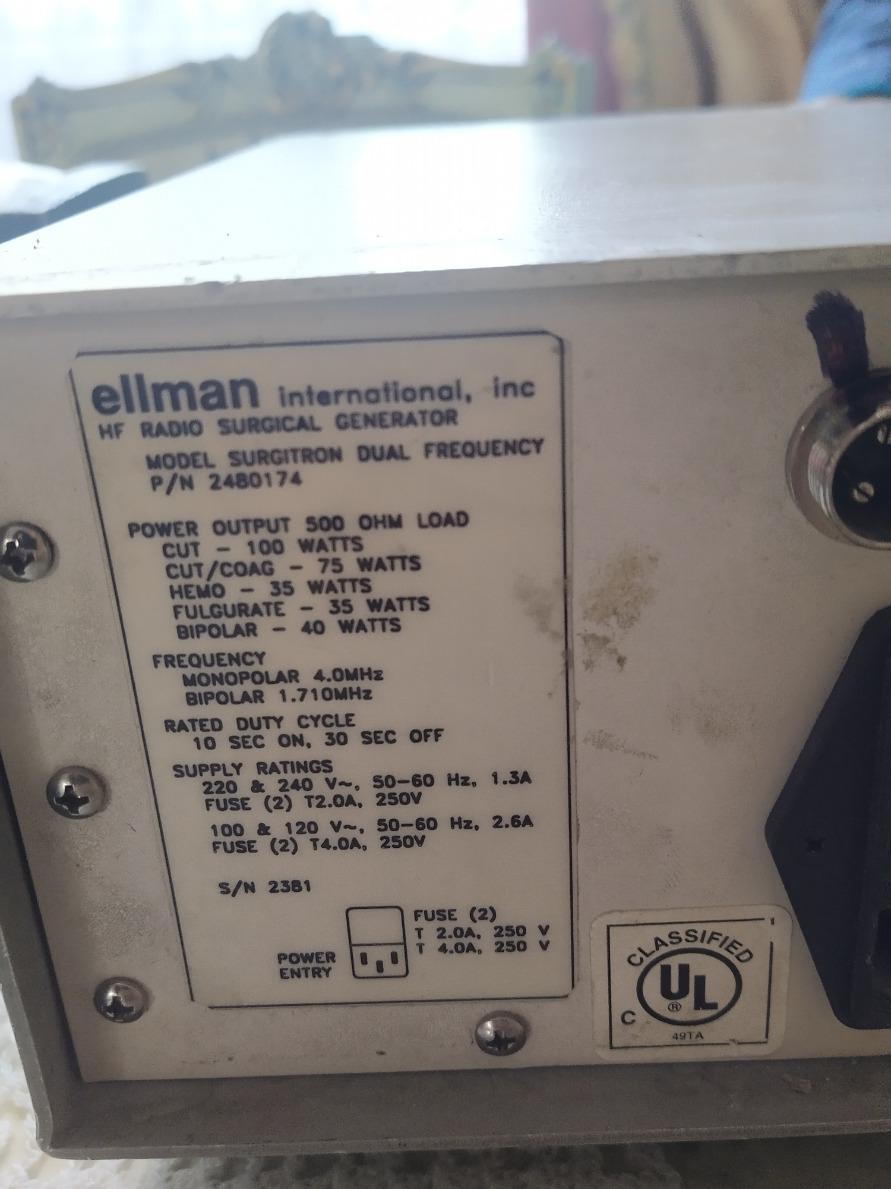 ellman international, inc
HF RADIO SURGICAL GENERATOR
MODEL SURGITRON DUAL FREQUENCY
P/N 2480174
POWER OUTPUT 500 OHM LOAD
CUT – 100 WATTS
CUT/COAG – 75 WATTS
HEMO – 35 WATTS
FULGURATE – 35 WATTS
BIPOLAR – 40 WATTS
FREQUENCY
MONOPOLAR 4.0MHz
BIPOLAR 1.710MHz
RATED DUTY CYCLE
10 SEC ON, 30 SEC OFF
SUPPLY RATINGS
220 & 240 V~, 50–60 Hz, 1.3A
FUSE (2) T2.0A, 250V
100 & 120 V~, 50–60 Hz, 2.6A
FUSE (2) T4.0A, 250V
S/N 2381
FUSE (2)
T 2.0A, 250 V
T 4.0A, 250 V
POWER
ENTRY
CLASSIFIED
C UL ®
49TA